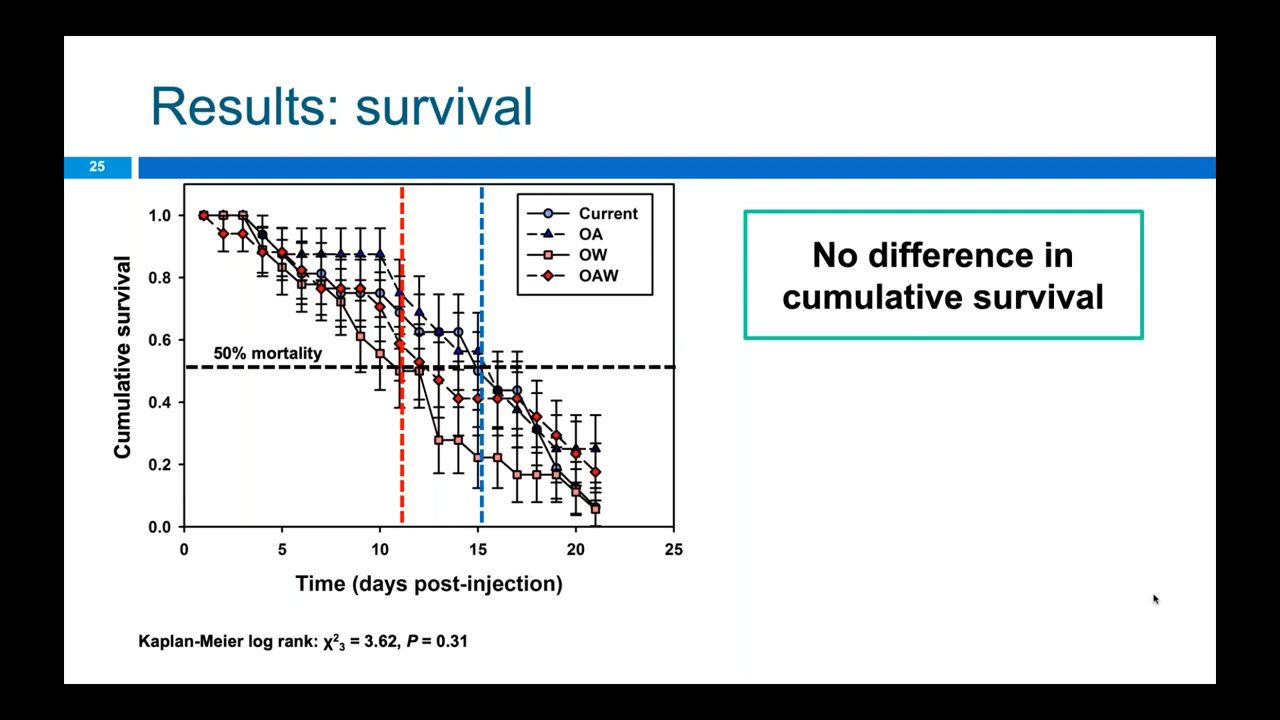 Results: survival
25
Cumulative survival
1.0
0.8
0.6
0.4
0.2
0.0
50% mortality
Current
OA
OW
OAW
0 5 10 15 20 25
Time (days post-injection)
No difference in
cumulative survival
Kaplan-Meier log rank: χ²₃ = 3.62, P = 0.31